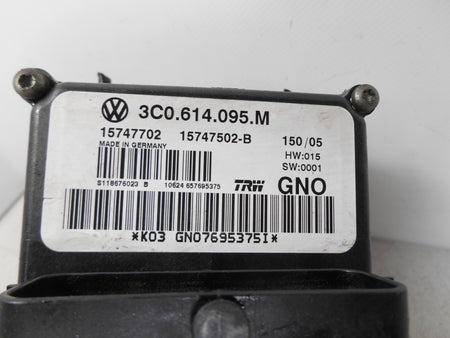 3C0.614.095.M
15747702 15747502-B 150/05
MADE IN GERMANY HW:015
SW:0001
S118676023 B 10624 657695375 TRW GNO
*K03 GNO7695375I*